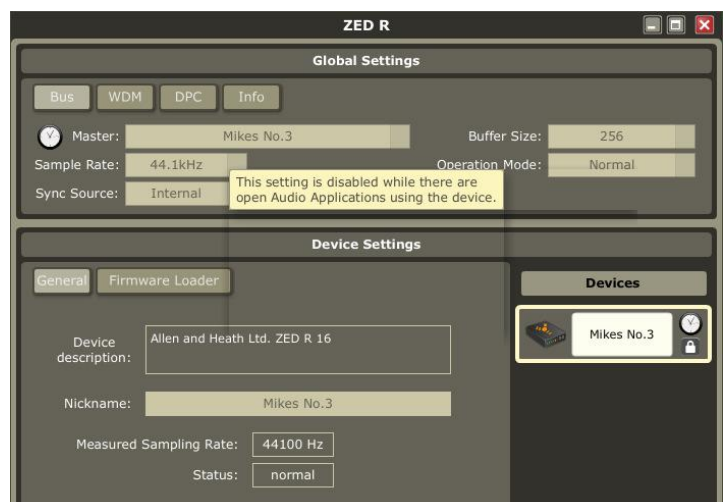 ZED R
Global Settings
Bus WDM DPC Info
Master: Mikes No.3 Buffer Size: 256
Sample Rate: 44.1kHz Operation Mode: Normal
Sync Source: Internal
This setting is disabled while there are
open Audio Applications using the device.
Device Settings
General Firmware Loader
Devices
Mikes No.3
Device
description:
Allen and Heath Ltd. ZED R 16
Nickname: Mikes No.3
Measured Sampling Rate: 44100 Hz
Status: normal